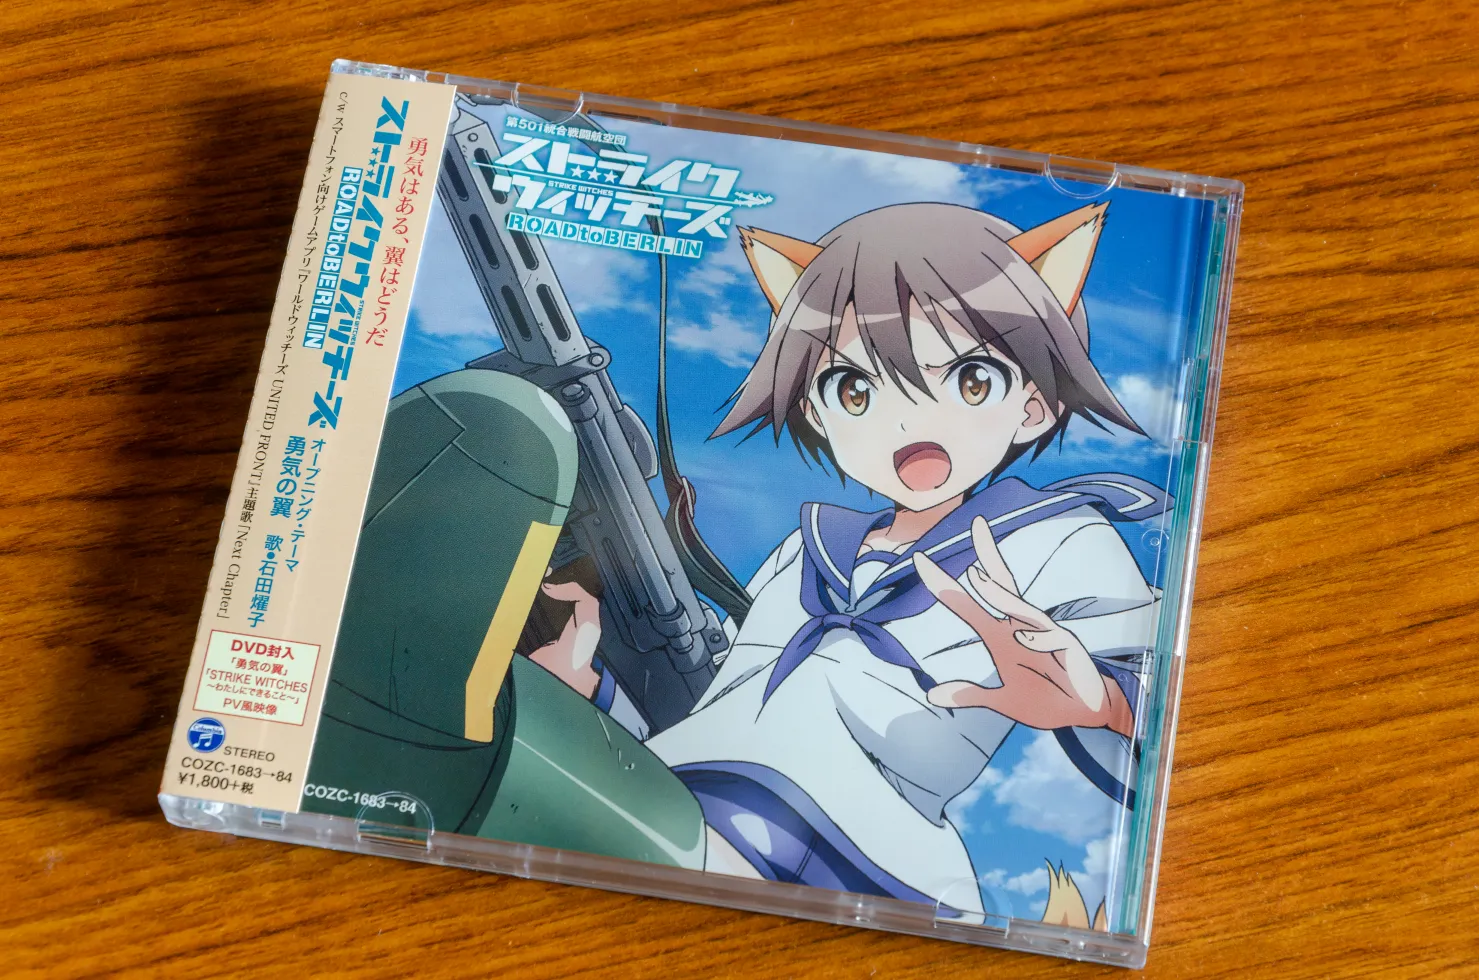 勇気はある、翼はどうだ
ストライクウィッチーズ
STRIKE WITCHES
ROADtoBERLIN
オープニング・テーマ
勇気の翼 歌・石田燿子
c/w スマートフォン向けゲームアプリ『ワールドウィッチーズ UNITED FRONT』主題歌「Next Chapter」
DVD封入
「勇気の翼」
「STRIKE WITCHES
～わたしにできること～」
PV風映像
Columbia
STEREO
COZC-1683→84
¥1,800+税
第501統合戦闘航空団
ストライク
ウィッチーズ
STRIKE WITCHES
ROADtoBERLIN
COZC-1683→84